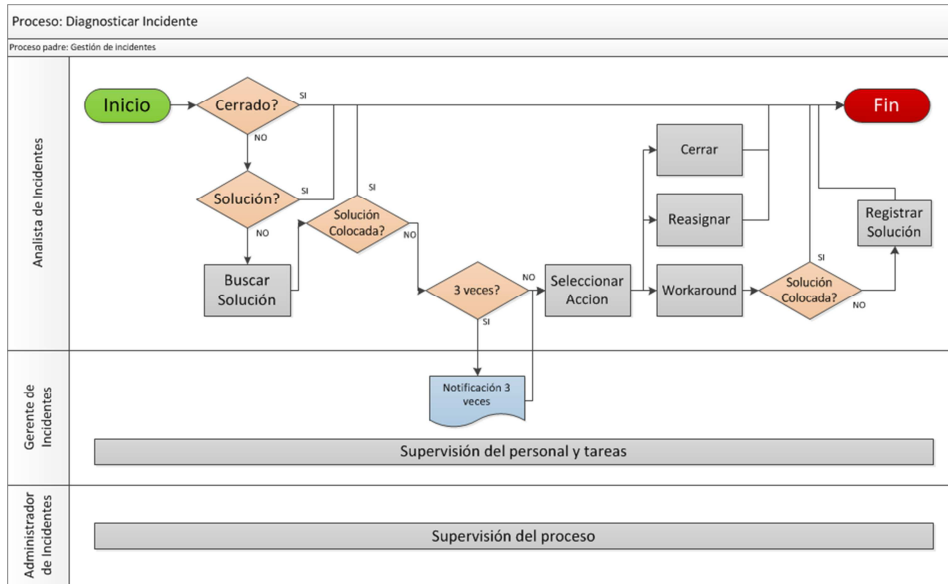 Proceso: Diagnosticar Incidente
Proceso padre: Gestión de incidentes
Analista de Incidentes
Inicio
Cerrado?
SI
Fin
NO
Solución?
SI
NO
Buscar
Solución
SI
Solución
Colocada?
NO
3 veces?
NO
SI
Seleccionar
Accion
Cerrar
Reasignar
Workaround
SI
Solución
Colocada?
NO
Registrar
Solución
Gerente de
Incidentes
Notificación 3
veces
Supervisión del personal y tareas
Administrador
de Incidentes
Supervisión del proceso